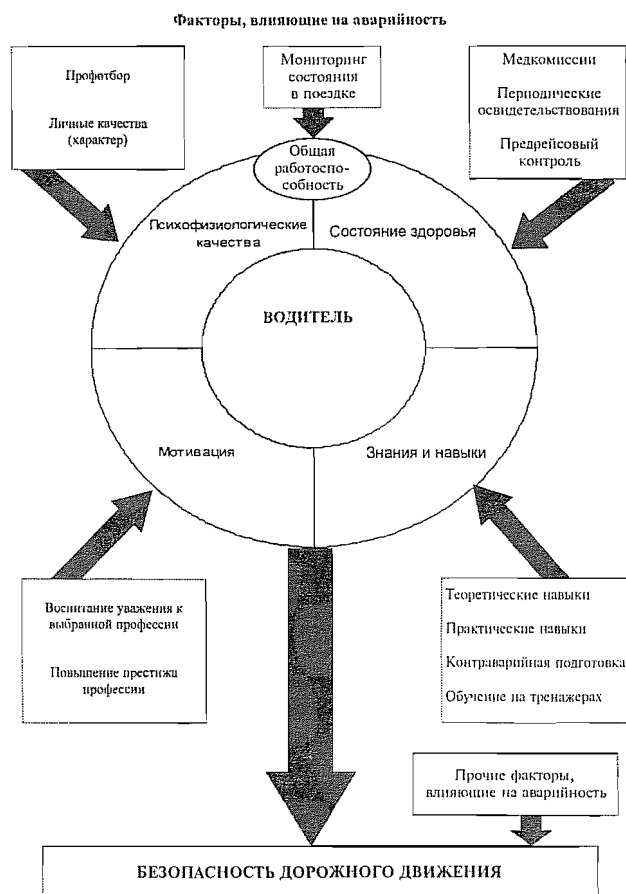 Факторы, влияющие на аварийность
Профотбор
Личные качества
(характер)
Мониторинг
состояния
в поездке
Медкомиссии
Периодические
освидетельствования
Предрейсовый
контроль
Общая
работоспо-
собность
Психофизиологические
качества
Состояние здоровья
ВОДИТЕЛЬ
Мотивация
Знания и навыки
Воспитание уважения к
выбранной профессии
Повышение престижа
профессии
Теоретические навыки
Практические навыки
Контраварийная подготовка
Обучение на тренажерах
Прочие факторы,
влияющие на аварийность
БЕЗОПАСНОСТЬ ДОРОЖНОГО ДВИЖЕНИЯ